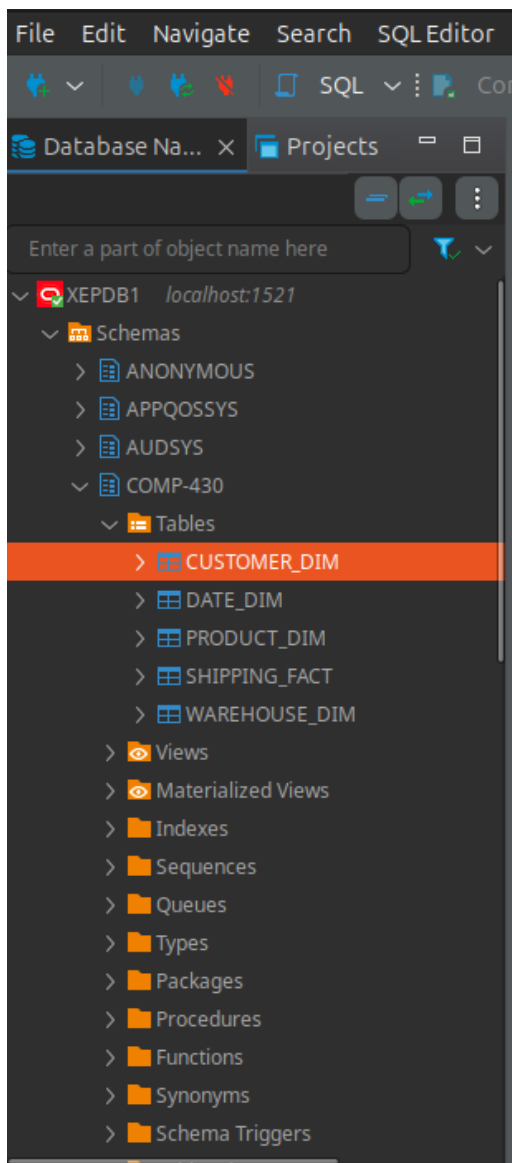 File Edit Navigate Search SQL Editor
SQL Co
Database Na... Projects
Enter a part of object name here
XEPDB1 localhost:1521
Schemas
ANONYMOUS
APPQOSSYS
AUDSYS
COMP-430
Tables
CUSTOMER_DIM
DATE_DIM
PRODUCT_DIM
SHIPPING_FACT
WAREHOUSE_DIM
Views
Materialized Views
Indexes
Sequences
Queues
Types
Packages
Procedures
Functions
Synonyms
Schema Triggers